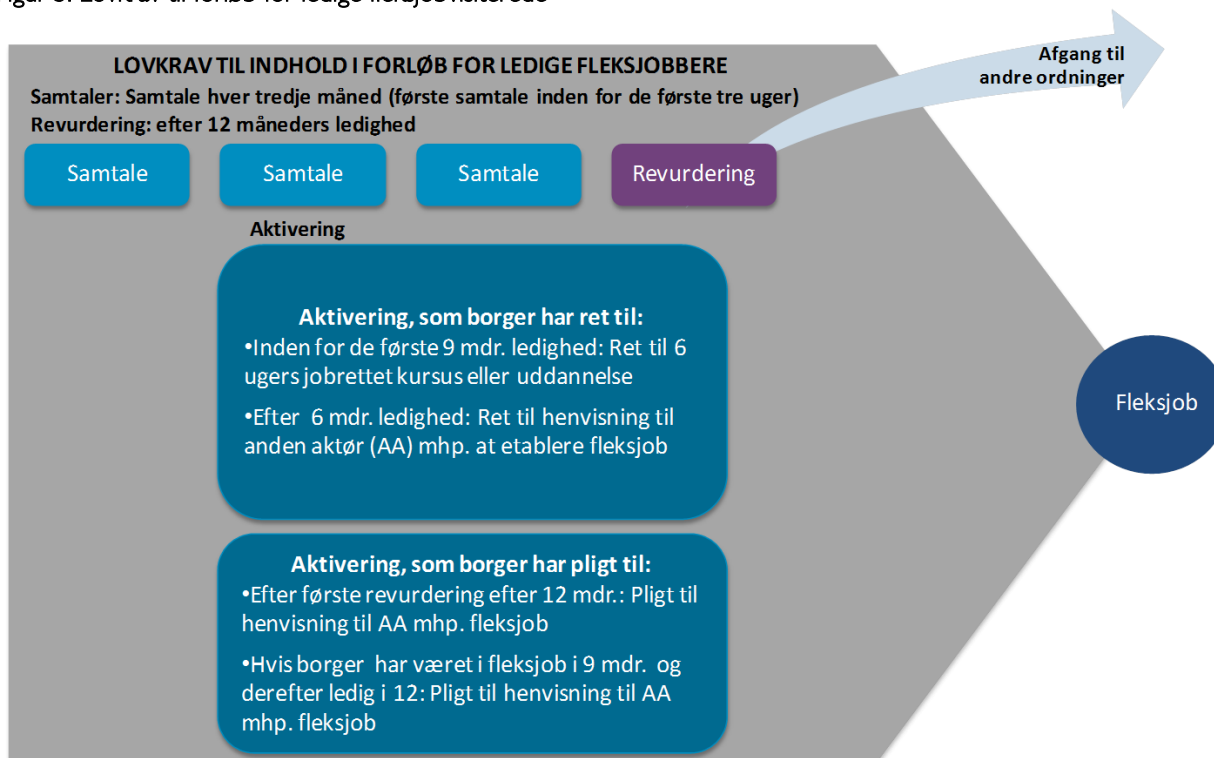 LOVKRAV TIL INDHOLD I FORLØB FOR LEDIGE FLEKSJOBBERE
Samtaler: Samtale hver tredje måned (første samtale inden for de første tre uger)
Revurdering: efter 12 måneders ledighed
Afgang til
andre ordninger
Samtale
Samtale
Samtale
Revurdering
Aktivering
Aktivering, som borger har ret til:
•Inden for de første 9 mdr. ledighed: Ret til 6
ugers jobrettet kursus eller uddannelse
•Efter 6 mdr. ledighed: Ret til henvisning til
anden aktør (AA) mhp. at etablere fleksjob
Fleksjob
Aktivering, som borger har pligt til:
•Efter første revurdering efter 12 mdr.: Pligt til
henvisning til AA mhp. fleksjob
•Hvis borger har været i fleksjob i 9 mdr. og
derefter ledig i 12: Pligt til henvisning til AA
mhp. fleksjob